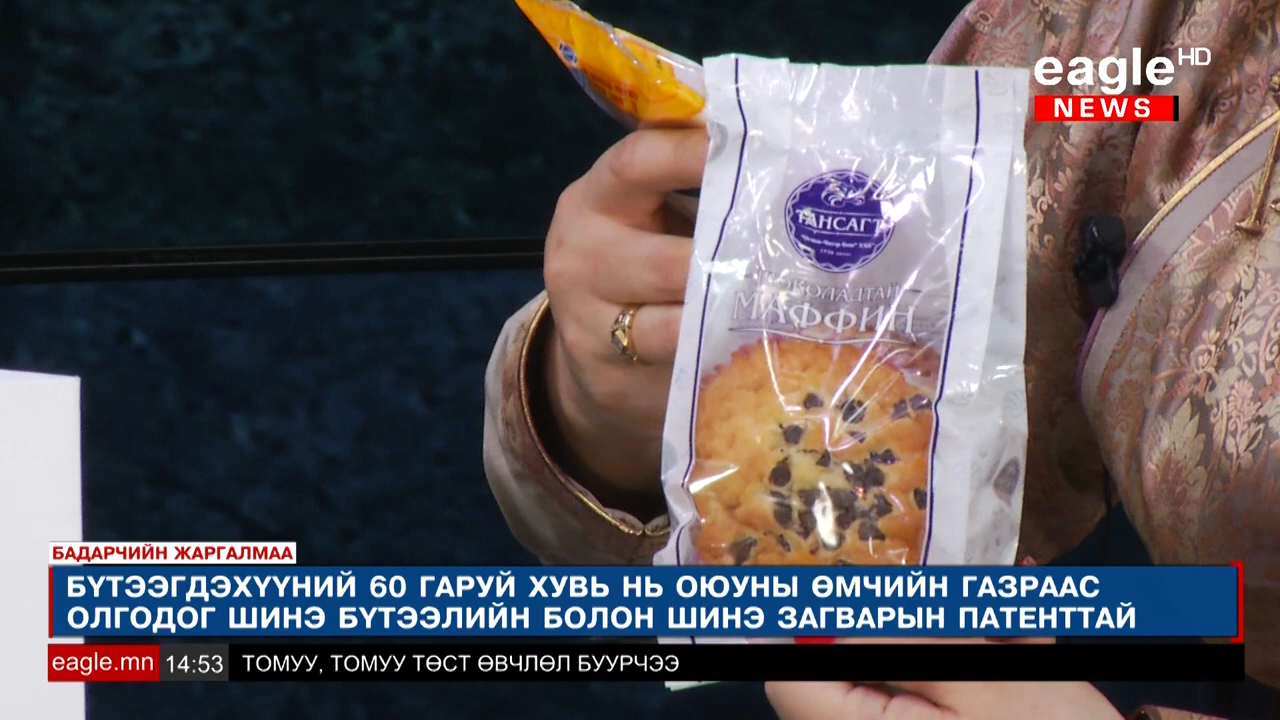 eagle HD
NEWS
ТАНСАГТ
ШОКОЛАДТАЙ
МАФФИН
БАДАРЧИЙН ЖАРГАЛМАА
БҮТЭЭГДЭХҮҮНИЙ 60 ГАРУЙ ХУВЬ НЬ ОЮУНЫ ӨМЧИЙН ГАЗРААС
ОЛГОДОГ ШИНЭ БҮТЭЭЛИЙН БОЛОН ШИНЭ ЗАГВАРЫН ПАТЕНТТАЙ
eagle.mn 14:53 ТОМУУ, ТОМУУ ТӨСТ ӨВЧЛӨЛ БУУРЧЭЭ